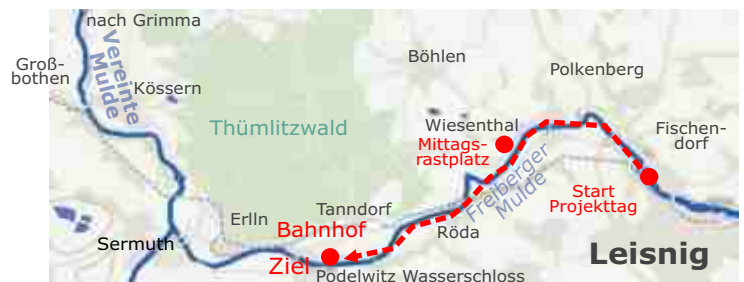 nach Grimma
Groß-
bothen
Vereinte
Mulde
Kössern
Böhlen
Polkenberg
Thümlitzwald
Wiesenthal
Mittags-
rastplatz
Fischen-
dorf
Freiberger
Mulde
Start
Projekttag
Erlln
Tanndorf
Bahnhof
Röda
Sermuth
Leisnig
Ziel
Podelwitz Wasserschloss